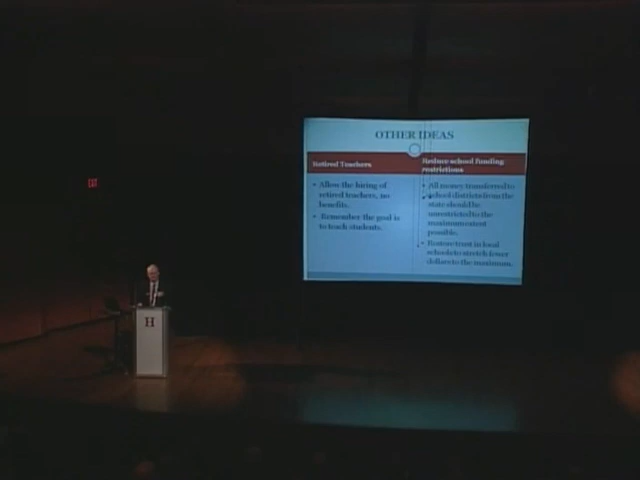 OTHER IDEAS
Retired Teachers
Reduce school funding
restrictions
• Allow the hiring of
retired teachers, no
benefits.
• Remember the goal is
to teach students.
• All money transferred to
school districts from the
state should be
unrestricted to the
maximum extent
possible.
• Restore trust in local
schools to stretch fewer
dollars to the maximum.
EXIT
H